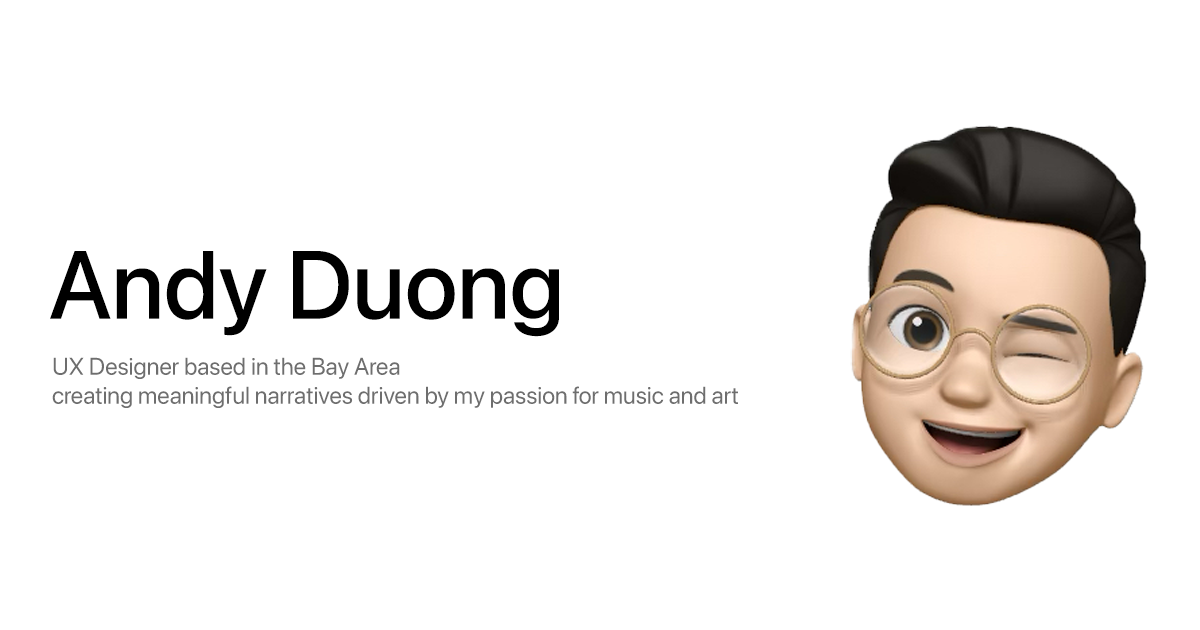 Andy Duong
UX Designer based in the Bay Area
creating meaningful narratives driven by my passion for music and art